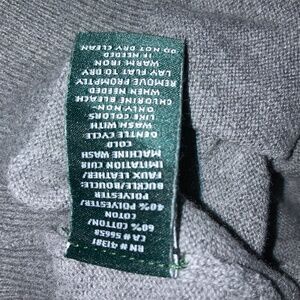 RN # 41381
CA # 56658
60% COTTON/
COTON
40% POLYESTER/
POLYESTER
BUCKLE/BOUCLE:
FAUX LEATHER/
IMITATION CUIR
MACHINE WASH
COLD
GENTLE CYCLE
WASH WITH
LIKE COLORS
ONLY NON-
CHLORINE BLEACH
WHEN NEEDED
REMOVE PROMPTLY
LAY FLAT TO DRY
WARM IRON
IF NEEDED
DO NOT DRY CLEAN